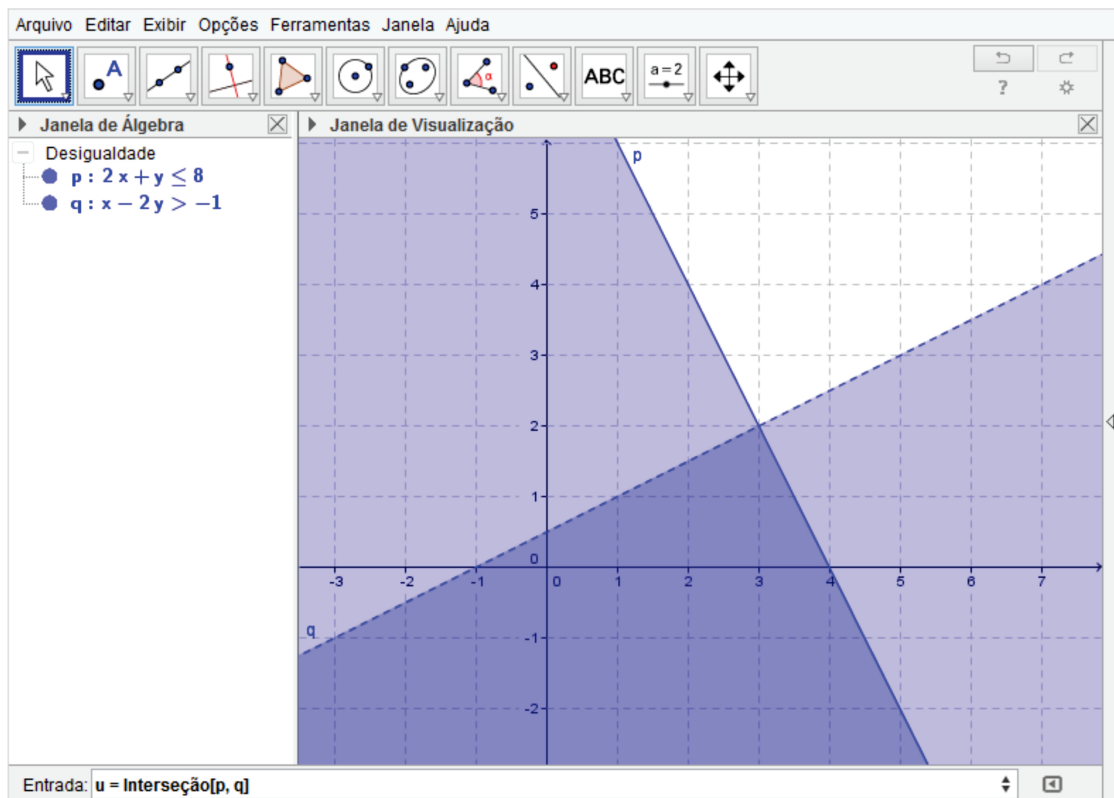 Arquivo Editar Exibir Opções Ferramentas Janela Ajuda
A α ABC a=2
?
Janela de Álgebra
Janela de Visualização
Desigualdade
p : 2 x + y ≤ 8
q : x − 2 y > −1
p
5
4
3
2
1
0
-3 -2 -1 0 1 2 3 4 5 6 7
q
-1
-2
Entrada: u = Interseção[p, q]